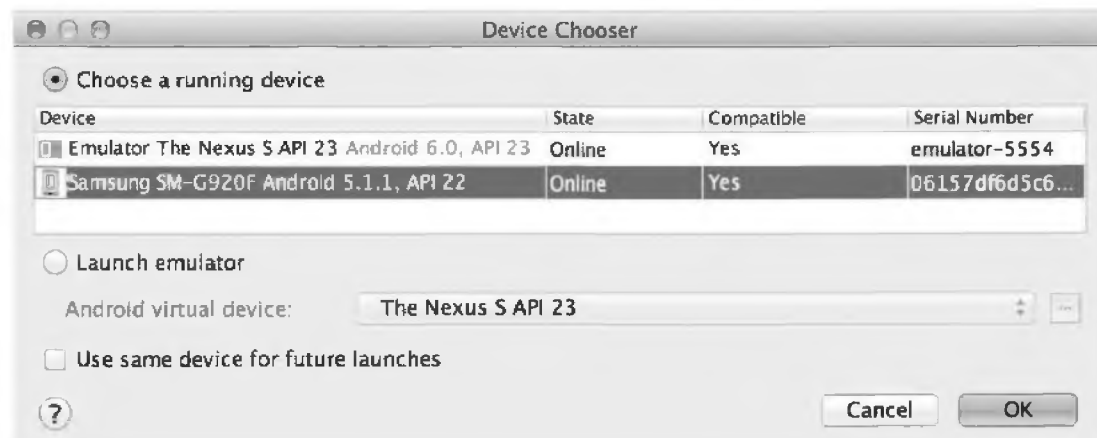 Device Chooser
Choose a running device
Device State Compatible Serial Number
Emulator The Nexus S API 23 Android 6.0, API 23 Online Yes emulator-5554
Samsung SM-G920F Android 5.1.1, API 22 Online Yes 06157df6d5c6...
Launch emulator
Android virtual device: The Nexus S API 23 ...
Use same device for future launches
? Cancel OK